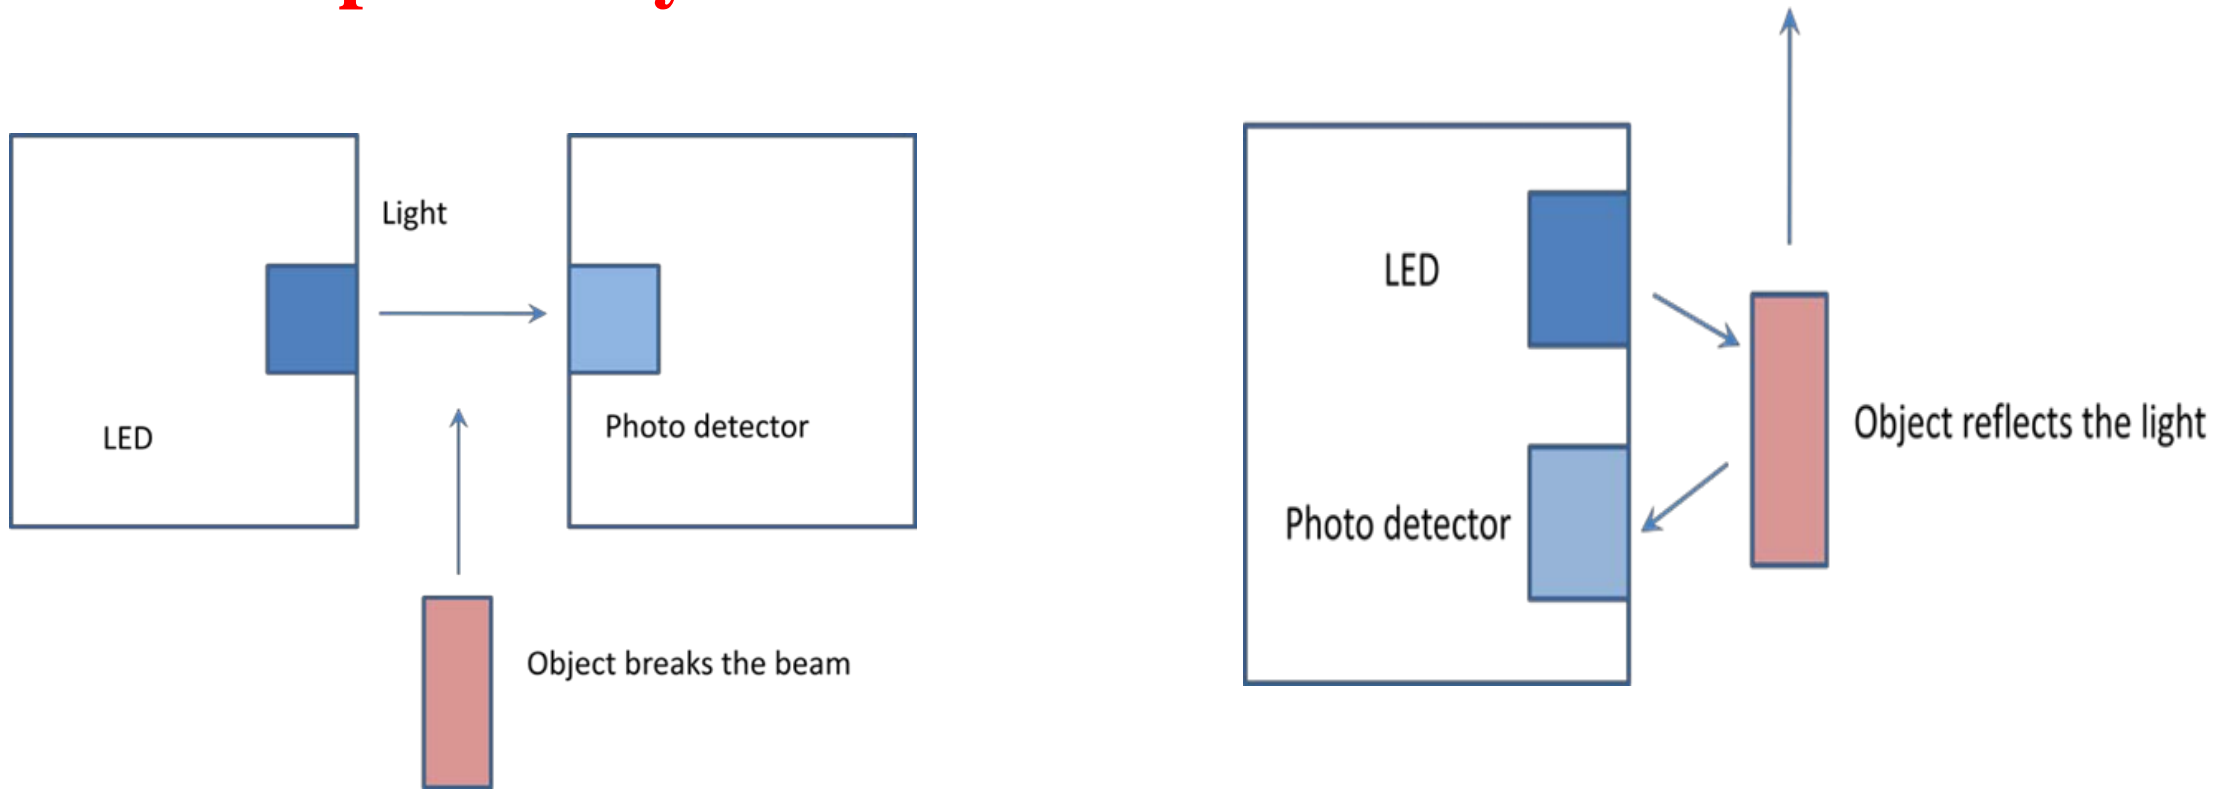 Light
LED
Photo detector
Object breaks the beam
LED
Photo detector
Object reflects the light